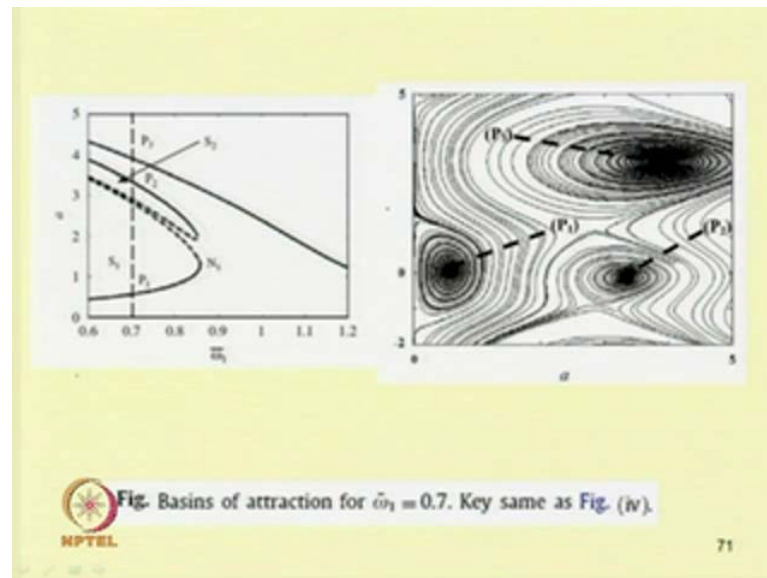 5
4
3
2
1
0
a
P₃
S₂
P₂
S₁
P₁
N₁
0.6 0.7 0.8 0.9 1 1.1 1.2
ω̅₁
5
0
-2
0 5
a
(P₃)
(P₁)
(P₂)
Fig. Basins of attraction for ω̄₁ = 0.7. Key same as Fig. (iv).
NPTEL
71